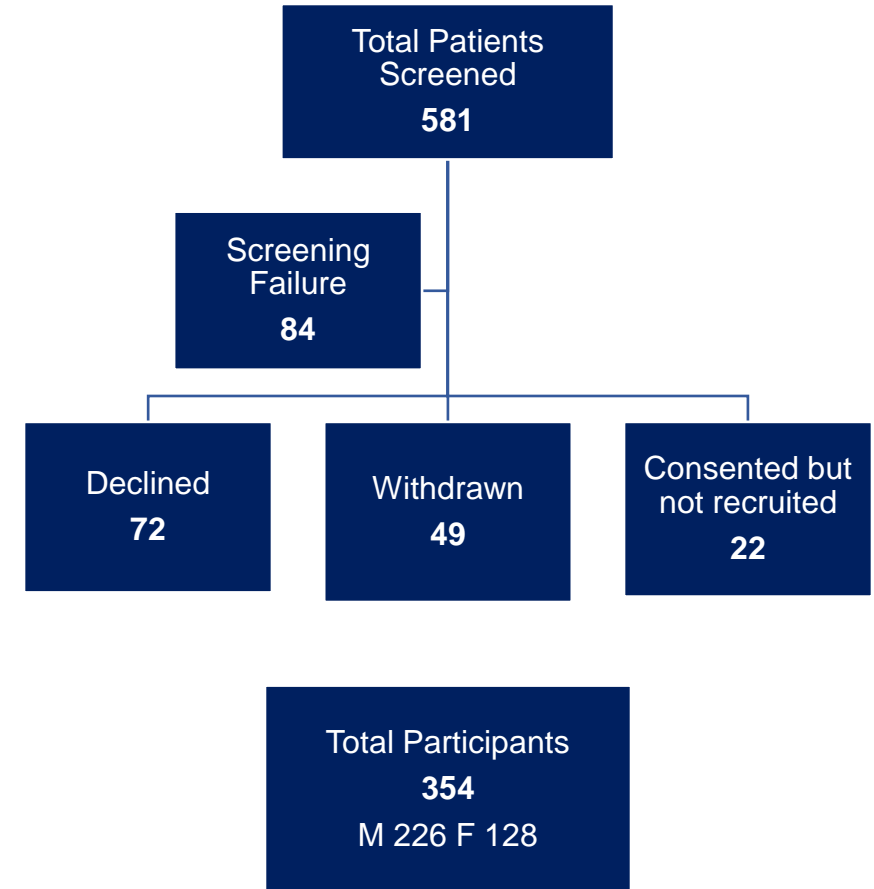 Total Patients
Screened
581
Screening
Failure
84
Declined
72
Withdrawn
49
Consented but
not recruited
22
Total Participants
354
M 226 F 128